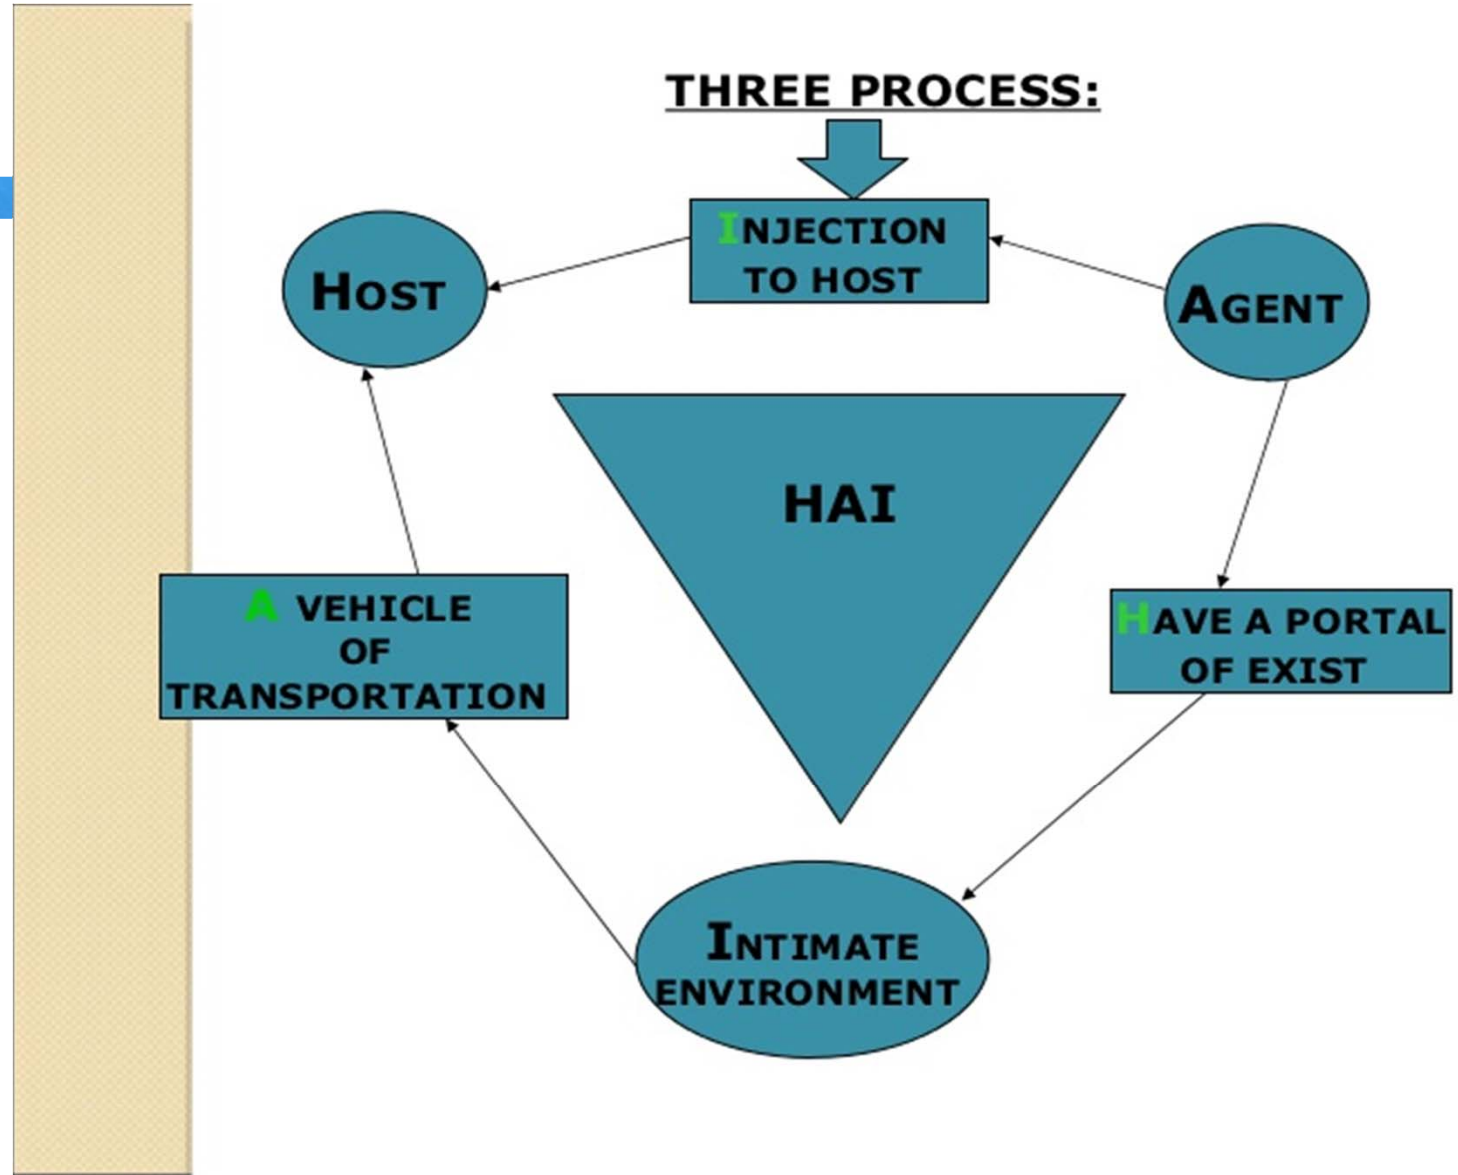 THREE PROCESS:
INJECTION
TO HOST
HOST
AGENT
HAI
A VEHICLE
OF
TRANSPORTATION
HAVE A PORTAL
OF EXIST
INTIMATE
ENVIRONMENT